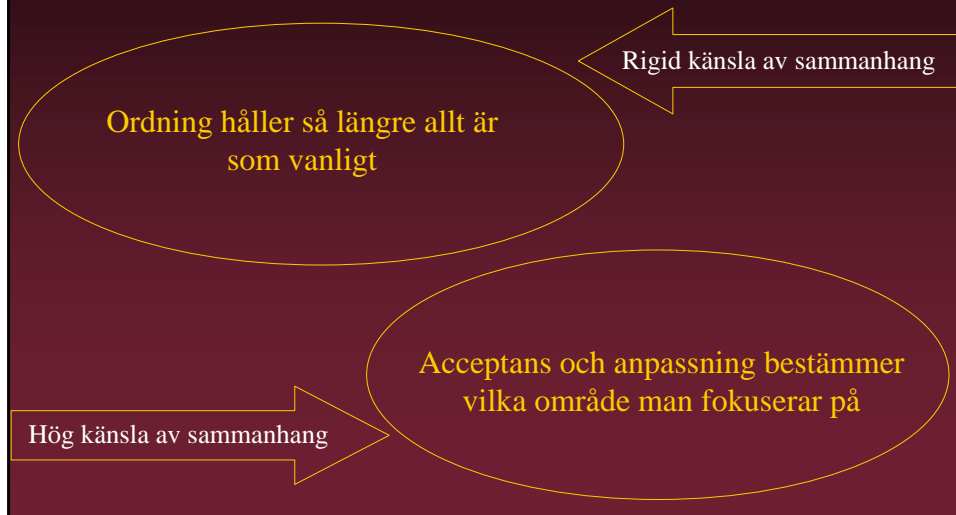 Rigid känsla av sammanhang
Ordning håller så längre allt är
som vanligt
Acceptans och anpassning bestämmer
vilka område man fokuserar på
Hög känsla av sammanhang